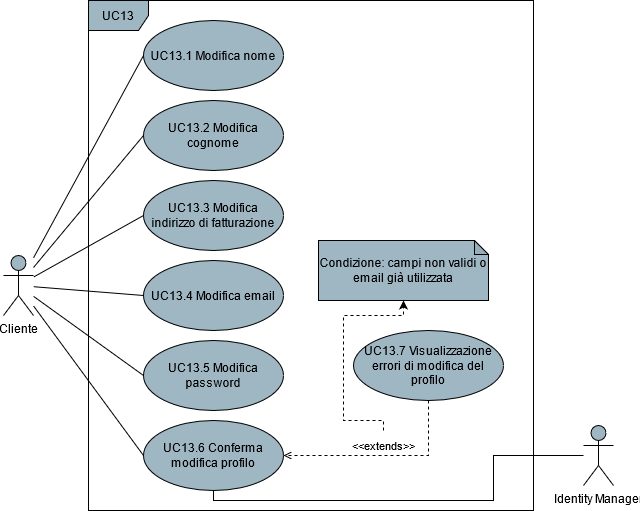 UC13
UC13.1 Modifica nome
UC13.2 Modifica
cognome
UC13.3 Modifica
indirizzo di fatturazione
Condizione: campi non validi o
email già utilizzata
UC13.4 Modifica email
Cliente
UC13.7 Visualizzazione
errori di modifica del
profilo
UC13.5 Modifica
password
UC13.6 Conferma
modifica profilo
<<extends>>
Identity Manager